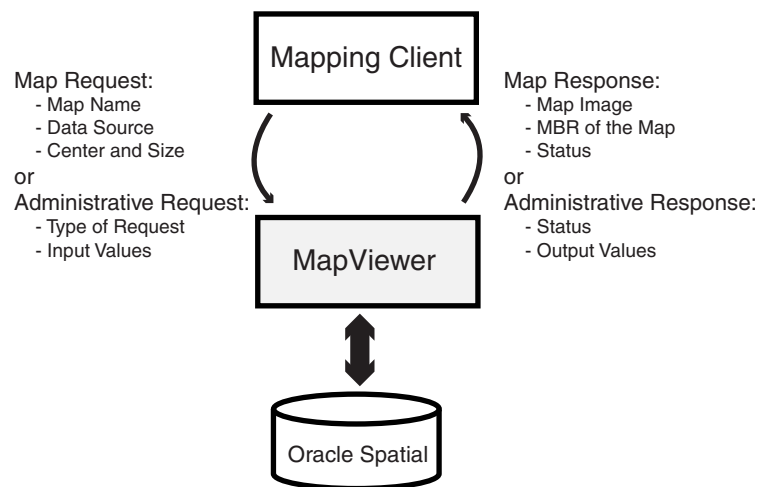 Mapping Client
Map Request:
- Map Name
- Data Source
- Center and Size
or
Administrative Request:
- Type of Request
- Input Values
Map Response:
- Map Image
- MBR of the Map
- Status
or
Administrative Response:
- Status
- Output Values
MapViewer
Oracle Spatial